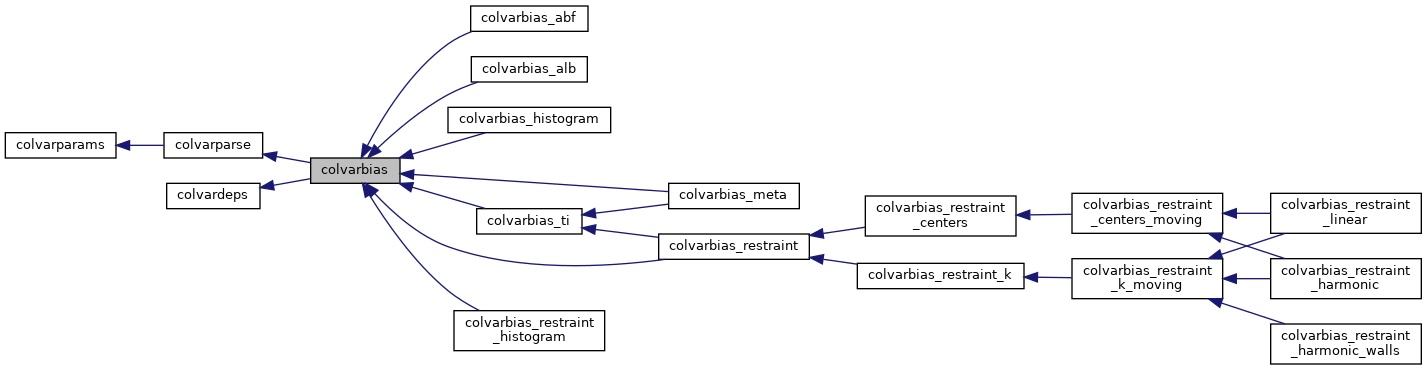 colvarbias_abf
colvarbias_alb
colvarbias_histogram
colvarparams
colvarparse
colvarbias
colvardeps
colvarbias_meta
colvarbias_ti
colvarbias_restraint
colvarbias_restraint
_centers
colvarbias_restraint_k
colvarbias_restraint
_centers_moving
colvarbias_restraint
_k_moving
colvarbias_restraint
_linear
colvarbias_restraint
_harmonic
colvarbias_restraint
_harmonic_walls
colvarbias_restraint
_histogram